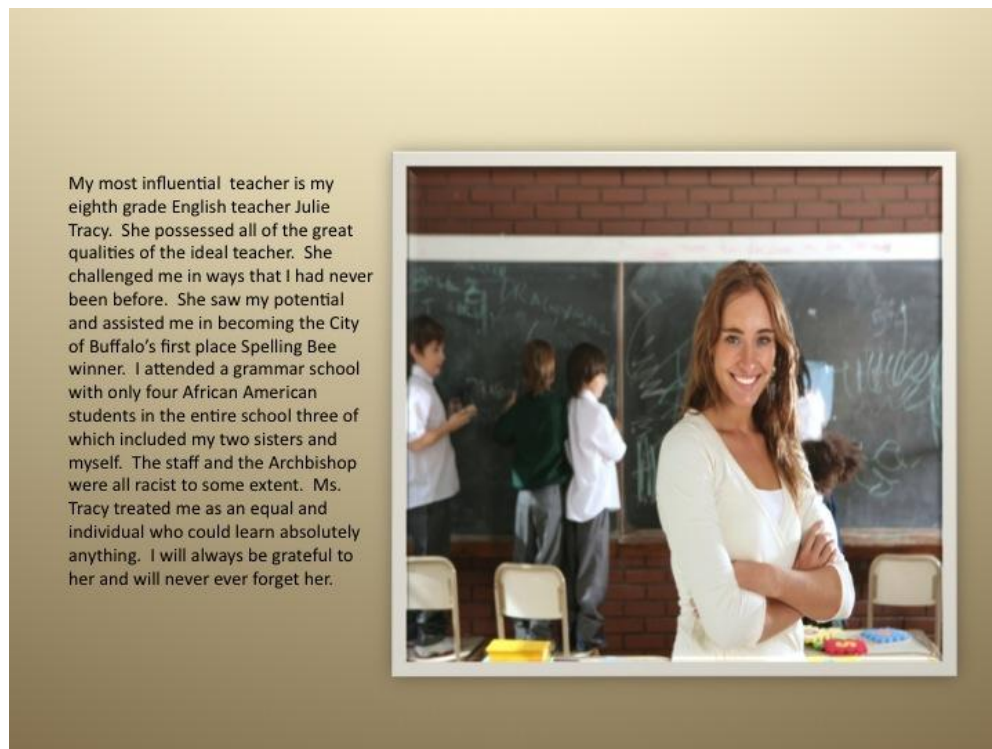 My most influential  teacher is my
eighth grade English teacher Julie
Tracy.  She possessed all of the great
qualities of the ideal teacher.  She
challenged me in ways that I had never
been before.  She saw my potential
and assisted me in becoming the City
of Buffalo's first place Spelling Bee
winner.  I attended a grammar school
with only four African American
students in the entire school three of
which included my two sisters and
myself.  The staff and the Archbishop
were all racist to some extent.  Ms.
Tracy treated me as an equal and
individual who could learn absolutely
anything.  I will always be grateful to
her and will never ever forget her.